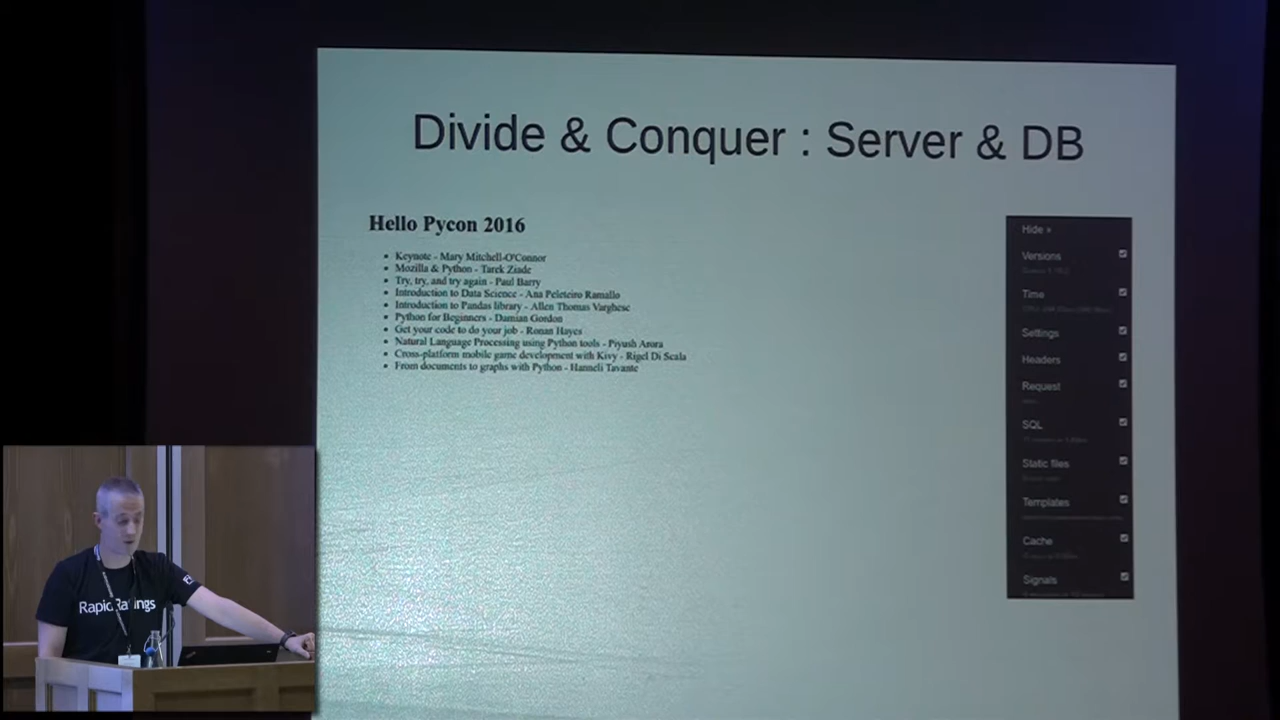 Divide & Conquer : Server & DB
Hello Pycon 2016
Keynote - Mary Mitchell-O'Connor
Mozilla & Python - Tarek Ziade
Try, try, and try again - Paul Barry
Introduction to Data Science - Ana Peleteiro Ramallo
Introduction to Pandas library - Allen Thomas Varghese
Python for Beginners - Damian Gordon
Get your code to do your job - Ronan Hayes
Natural Language Processing using Python tools - Piyush Arora
Cross-platform mobile game development with Kivy - Rigel Di Scala
From documents to graphs with Python - Hanneli Tavante
Hide »
Versions
Time
Settings
Headers
Request
SQL
Static files
Templates
Cache
Signals